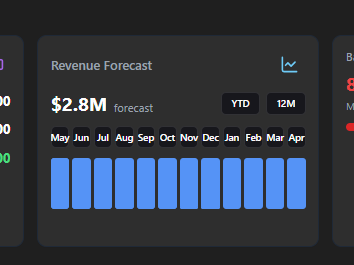 Revenue Forecast
$2.8M forecast YTD 12M
May Jun Jul Aug Sep Oct Nov Dec Jan Feb Mar Apr
00
00
00